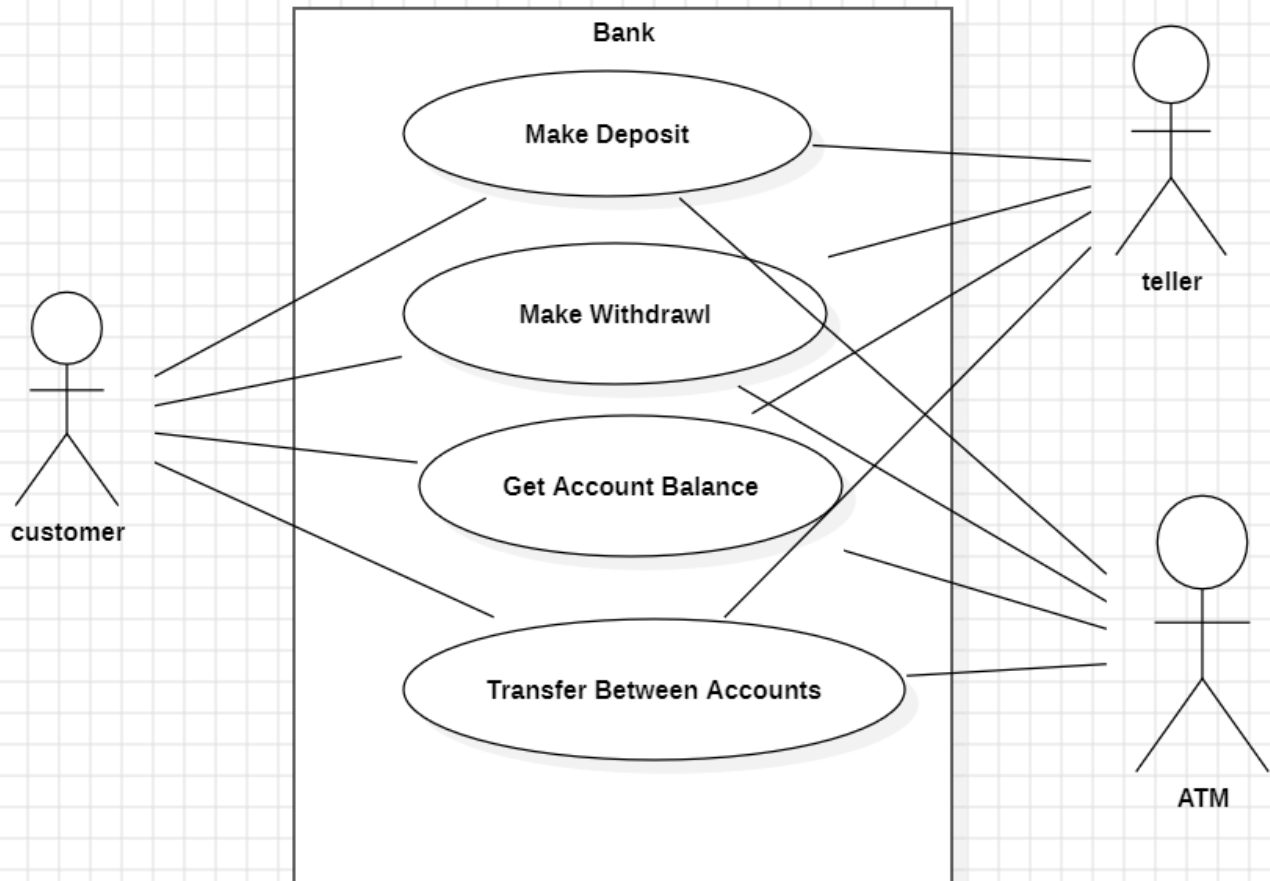 Bank
Make Deposit
Make Withdrawl
Get Account Balance
Transfer Between Accounts
customer
teller
ATM